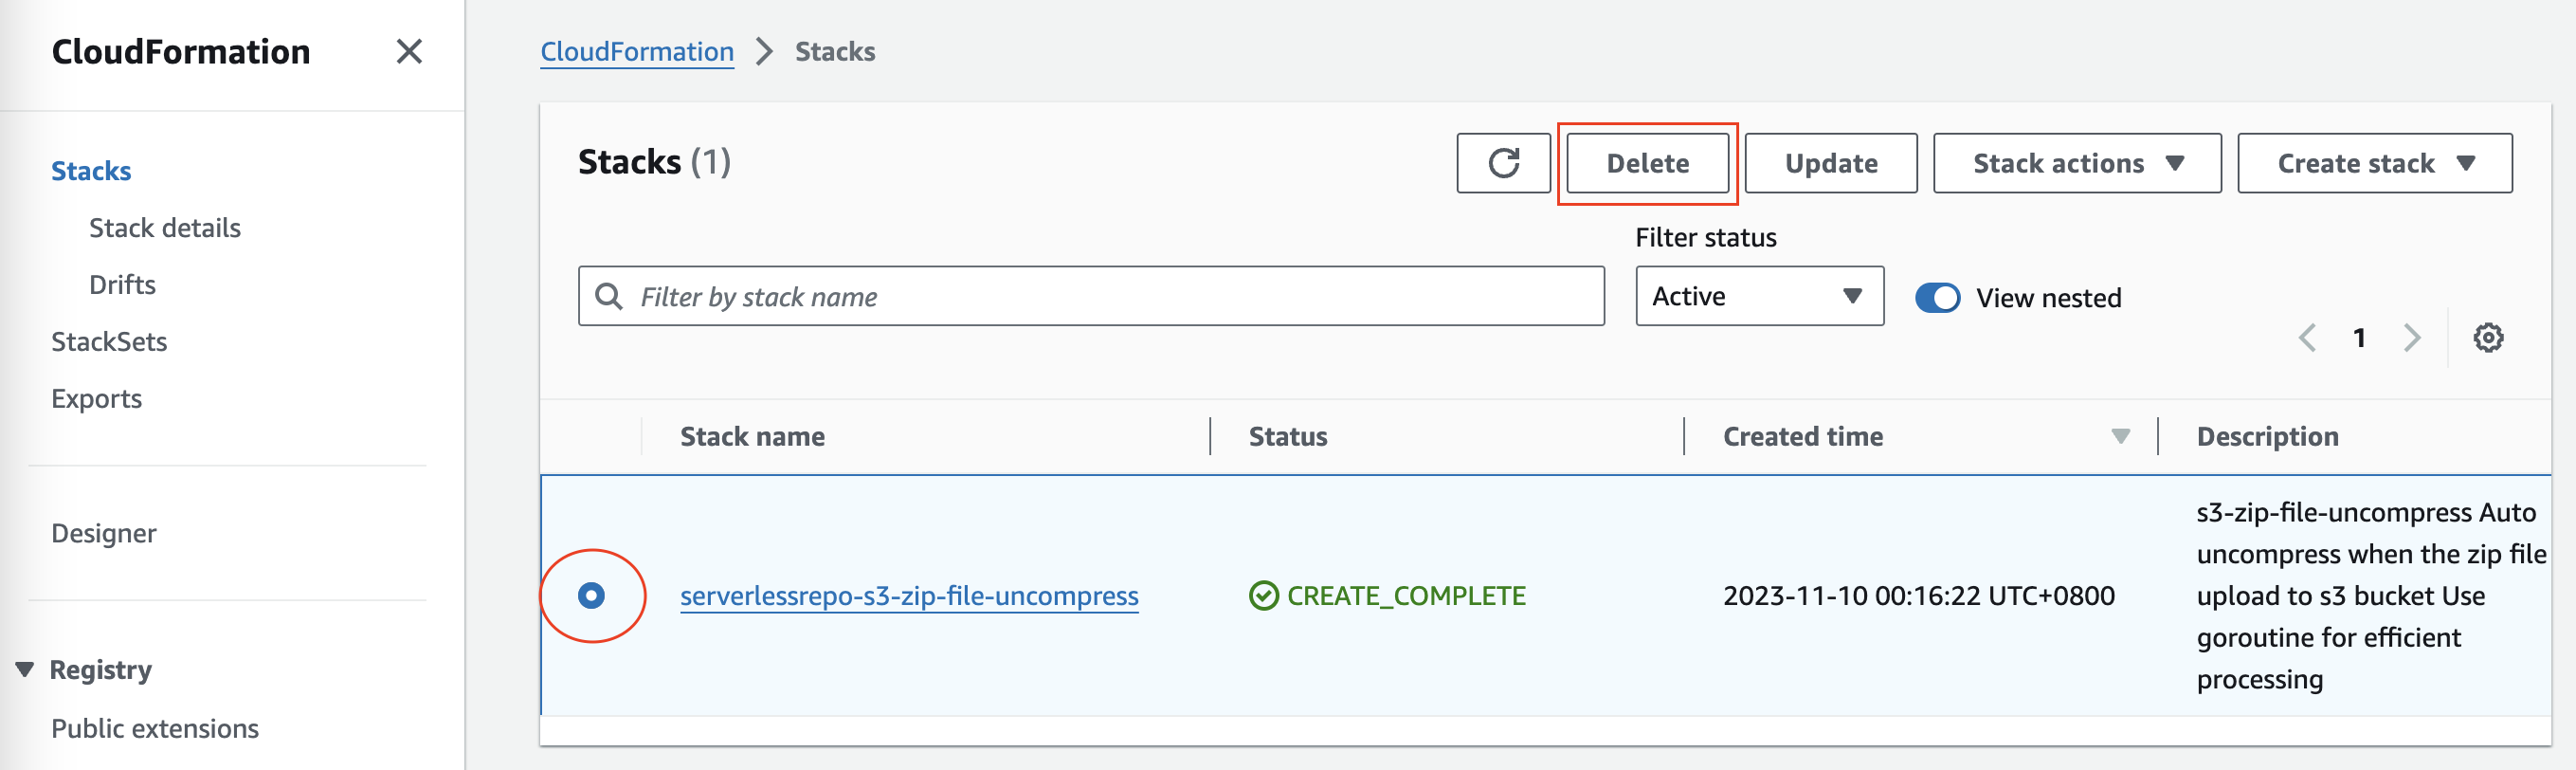 CloudFormation
Stacks
Stack details
Drifts
StackSets
Exports
Designer
Registry
Public extensions
CloudFormation Stacks
Stacks (1)
Delete
Update
Stack actions
Create stack
Filter status
Filter by stack name
Active
View nested
1
Stack name
Status
Created time
Description
serverlessrepo-s3-zip-file-uncompress
CREATE_COMPLETE
2023-11-10 00:16:22 UTC+0800
s3-zip-file-uncompress Auto
uncompress when the zip file
upload to s3 bucket Use
goroutine for efficient
processing